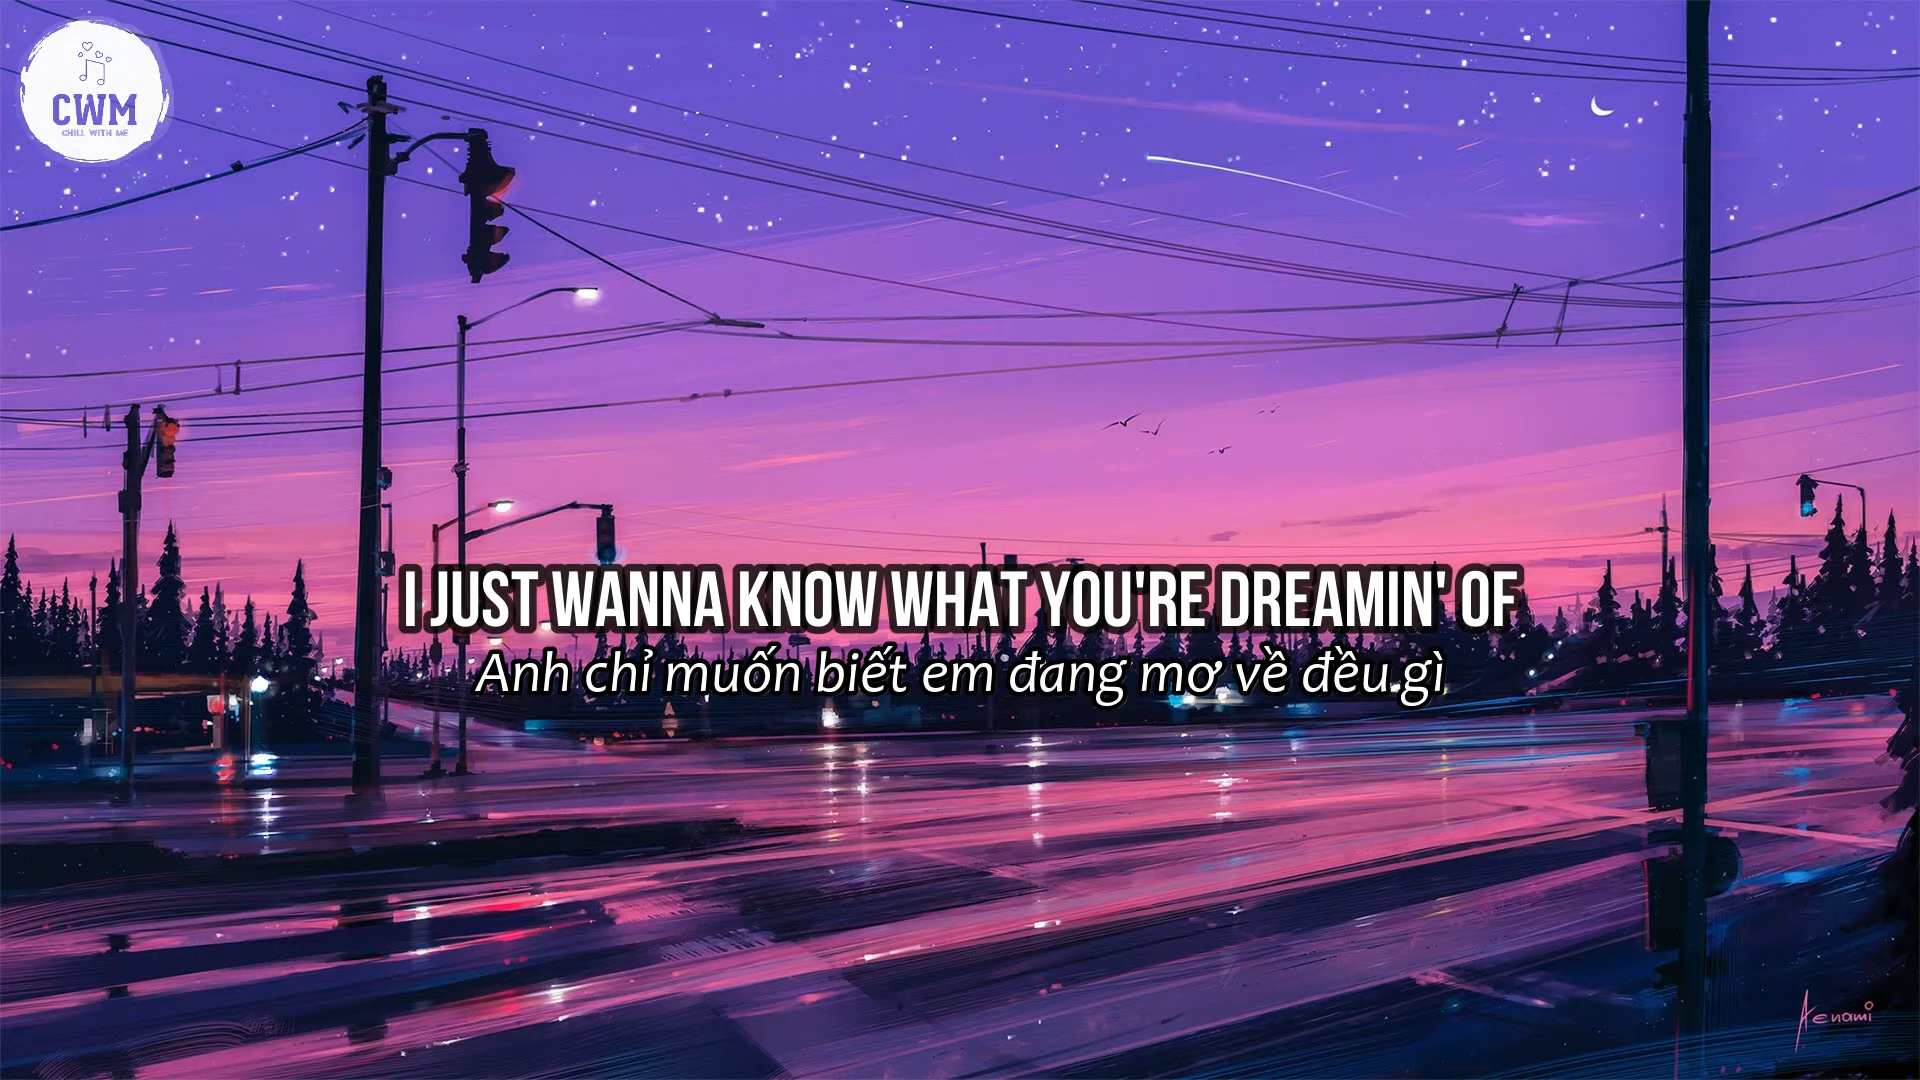 CWM
CHILL WITH ME
I JUST WANNA KNOW WHAT YOU'RE DREAMIN' OF
Anh chỉ muốn biết em đang mơ về đều gì
Aenami